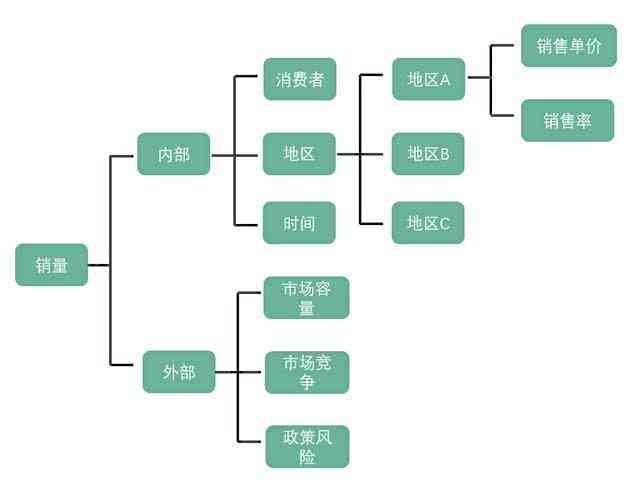 销售单价
消费者
地区A
销售率
内部
地区
地区B
时间
地区C
销量
市场容
量
外部
市场竞
争
政策风
险